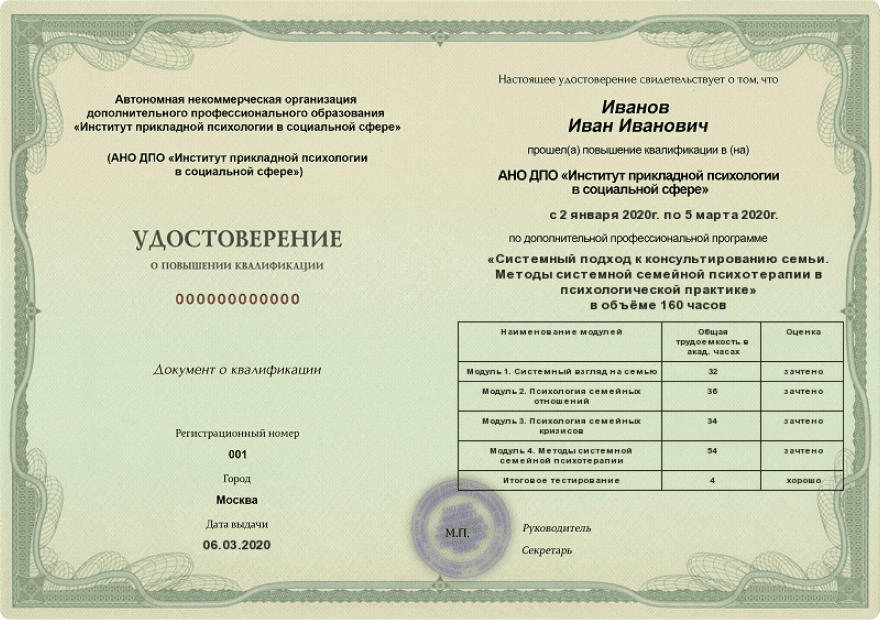 Автономная некоммерческая организация
дополнительного профессионального образования
«Институт прикладной психологии в социальной сфере»
(АНО ДПО «Институт прикладной психологии
в социальной сфере»)
УДОСТОВЕРЕНИЕ
О ПОВЫШЕНИИ КВАЛИФИКАЦИИ
000000000000
Документ о квалификации
Регистрационный номер
001
Город
Москва
Дата выдачи
06.03.2020
Настоящее удостоверение свидетельствует о том, что
Иванов
Иван Иванович
прошел(а) повышение квалификации в (на)
АНО ДПО «Институт прикладной психологии
в социальной сфере»
с 2 января 2020г. по 5 марта 2020г.
по дополнительной профессиональной программе
«Системный подход к консультированию семьи.
Методы системной семейной психотерапии в
психологической практике»
в объёме 160 часов
Наименование модулей
Общая
трудоемкость в
акад. часах
Оценка
Модуль 1. Системный взгляд на семью 32 зачтено
Модуль 2. Психология семейных
отношений
36 зачтено
Модуль 3. Психология семейных
кризисов
34 зачтено
Модуль 4. Методы системной
семейной психотерапии
54 зачтено
Итоговое тестирование 4 хорошо
М.П.
Руководитель
Секретарь